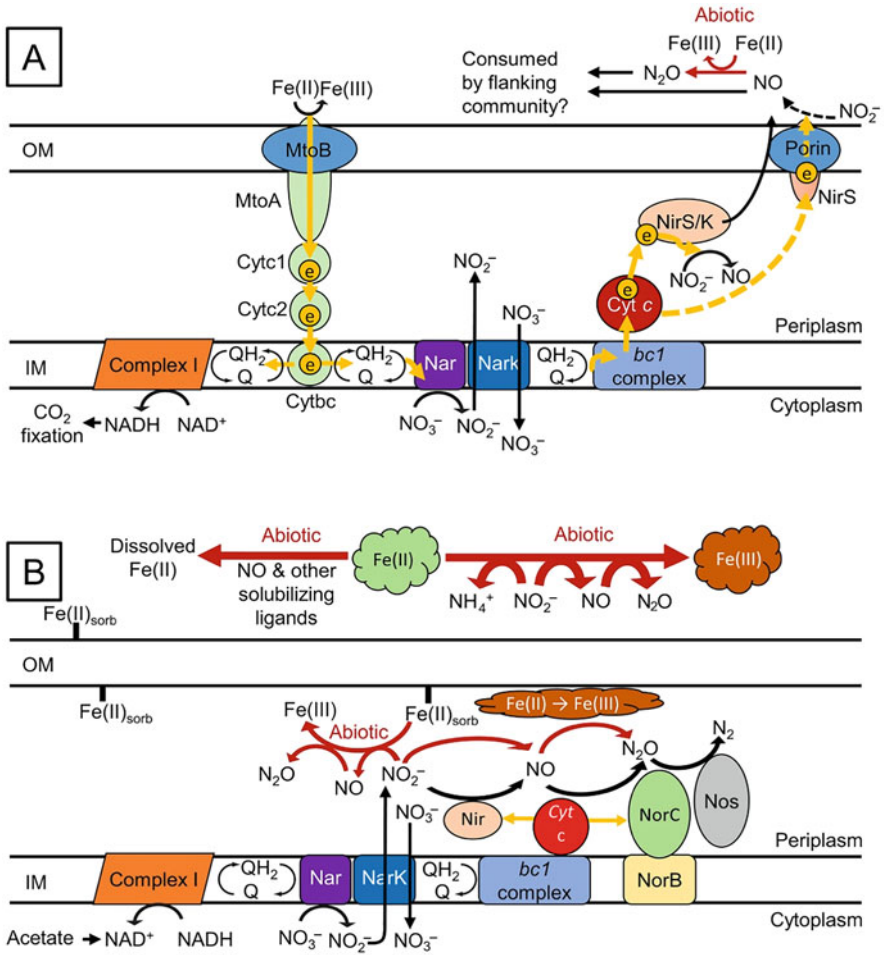 A
Abiotic
Fe(III) Fe(II)
Consumed
by flanking
community?
N₂O
NO
NO₂⁻
Fe(II) Fe(III)
OM
MtoB
Porin
e
NirS
MtoA
NirS/K
e
Cytc1
e
NO₂⁻
NO₂⁻ NO
e
Cyt c
Cytc2
e
NO₃⁻
Periplasm
IM
Complex I
QH₂
Q
e
QH₂
Q
Nar
Nark
QH₂
Q
bc1
complex
Cytbc
Cytoplasm
CO₂
fixation
NADH NAD⁺
NO₃⁻ NO₂⁻
NO₃⁻
B
Dissolved
Fe(II)
Abiotic
NO & other
solubilizing
ligands
Fe(II)
Abiotic
Fe(III)
NH₄⁺ NO₂⁻ NO N₂O
Fe(II)sorb
OM
Fe(II)sorb
Fe(III)
Fe(II)sorb
Fe(II) → Fe(III)
Abiotic
N₂O NO NO₂⁻
NO
N₂O
N₂
NO₃⁻
Nir
Cyt
c
NorC
Nos
Periplasm
IM
Complex I
QH₂
Q
Nar
NarK
QH₂
Q
bc1
complex
NorB
Cytoplasm
Acetate NAD⁺ NADH
NO₃⁻ NO₂⁻ NO₃⁻